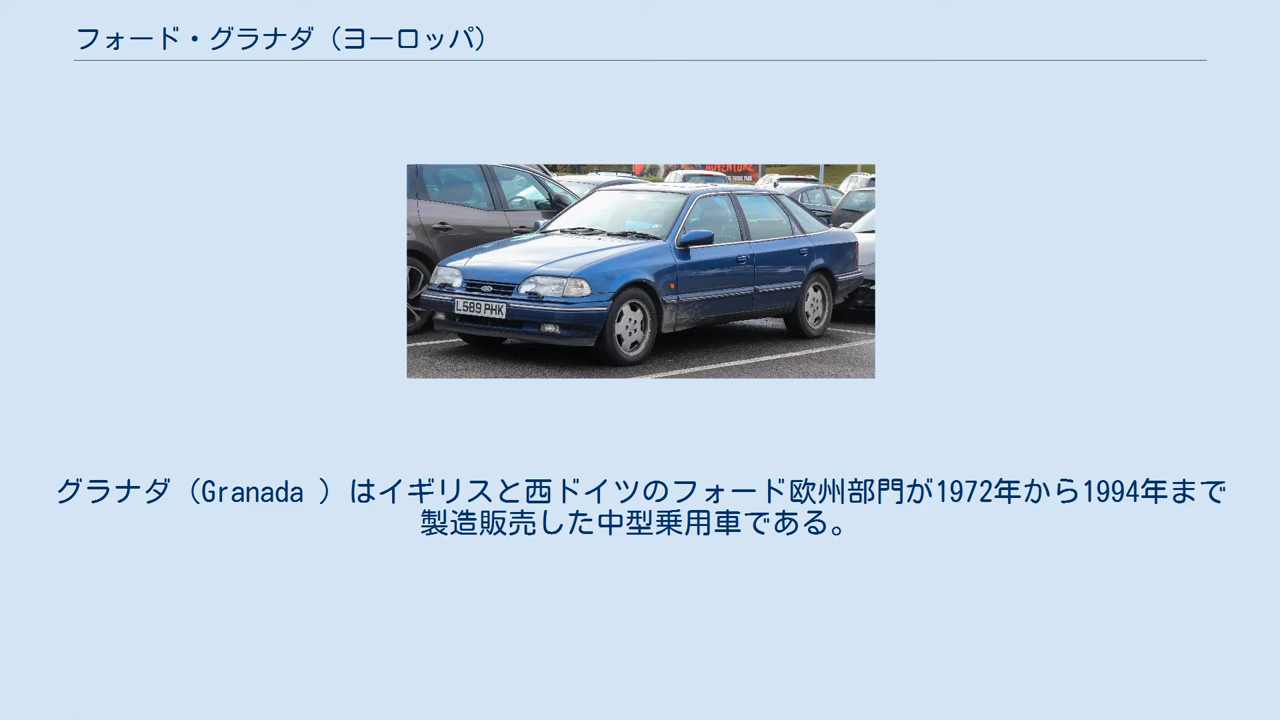 フォード・グラナダ（ヨーロッパ）
ADVENTURE
L589 PHK
グラナダ（Granada ）はイギリスと西ドイツのフォード欧州部門が1972年から1994年まで
製造販売した中型乗用車である。